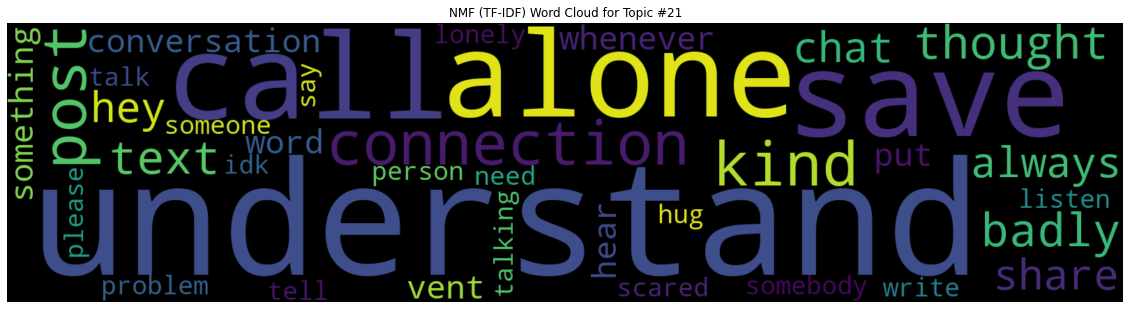 NMF (TF-IDF) Word Cloud for Topic #21
something
post
conversation
talk
hey
someone
text
idk
word
say
call
lonely
alone
whenever
connection
person
need
kind
hug
chat
thought
save
put
always
listen
badly
share
understand
please
problem
tell
vent
talking
hear
scared
somebody
write